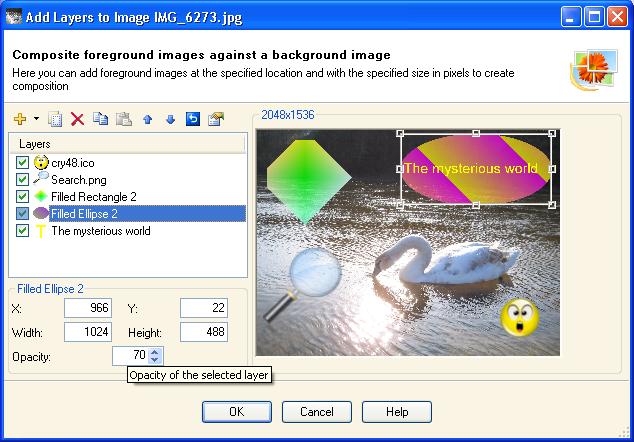 Add Layers to Image IMG_6273.jpg
Composite foreground images against a background image
Here you can add foreground images at the specified location and with the specified size in pixels to create
composition
2048x1536
Layers
cry48.ico
Search.png
Filled Rectangle 2
Filled Ellipse 2
The mysterious world
The mysterious world
Filled Ellipse 2
X: 966 Y: 22
Width: 1024 Height: 488
Opacity: 70
Opacity of the selected layer
OK Cancel Help